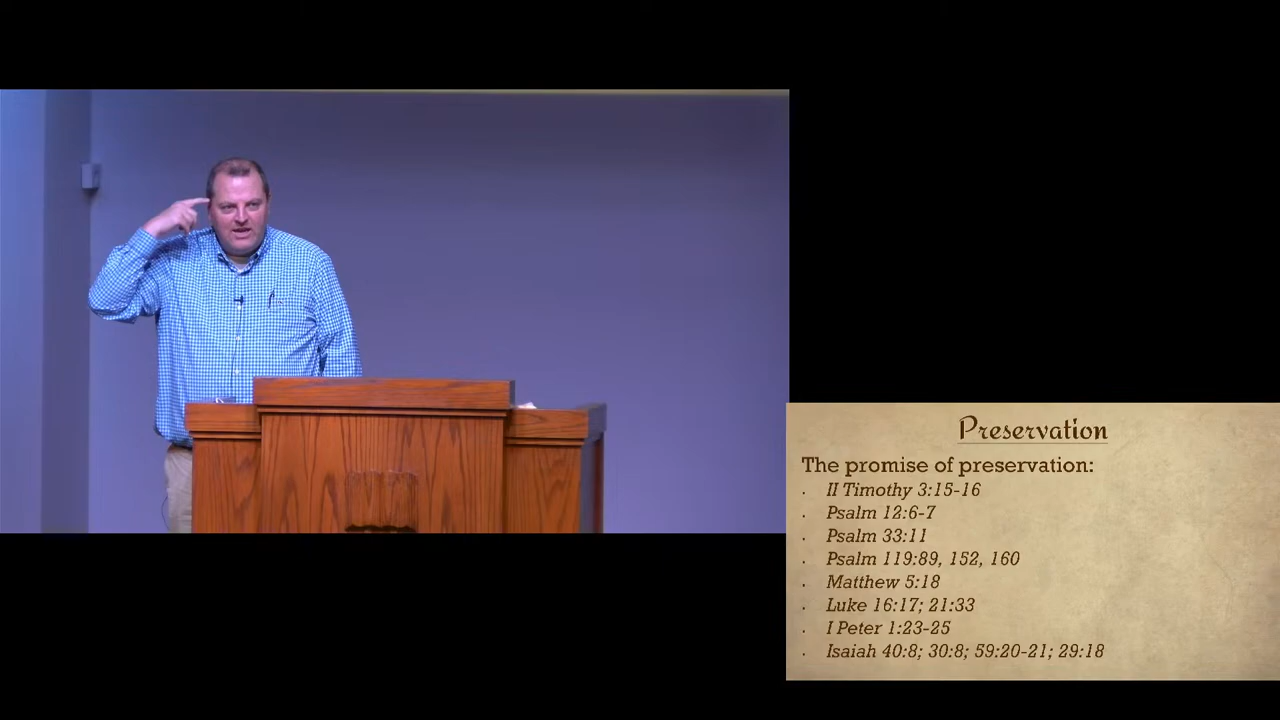 Preservation
The promise of preservation:
· II Timothy 3:15-16
· Psalm 12:6-7
· Psalm 33:11
· Psalm 119:89, 152, 160
· Matthew 5:18
· Luke 16:17; 21:33
· I Peter 1:23-25
· Isaiah 40:8; 30:8; 59:20-21; 29:18